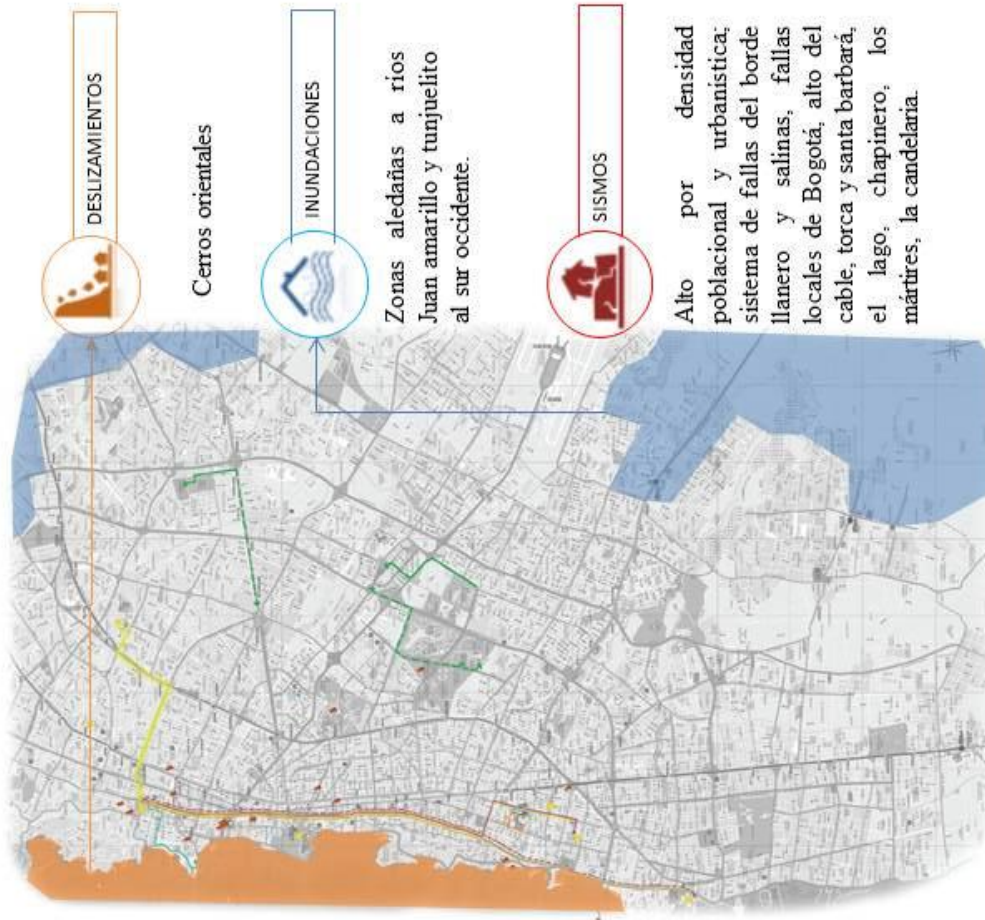 DESLIZAMIENTOS
Cerros orientales
INUNDACIONES
Zonas aledañas a rios
Juan amarillo y tunjuelito
al sur occidente.
SISMOS
Alto por densidad
poblacional y urbanistica;
sistema de fallas del borde
llanero y salinas, fallas
locales de Bogotá, alto del
cable, torca y santa barbará,
el lago, chapinero, los
mártires, la candelaria.